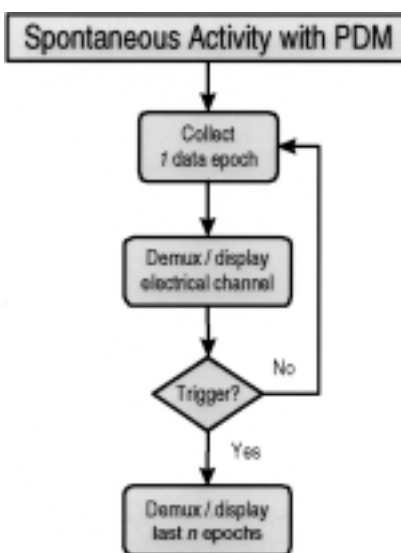 Spontaneous Activity with PDM
Collect
1 data epoch
Demux / display
electrical channel
Trigger?
No
Yes
Demux / display
last n epochs